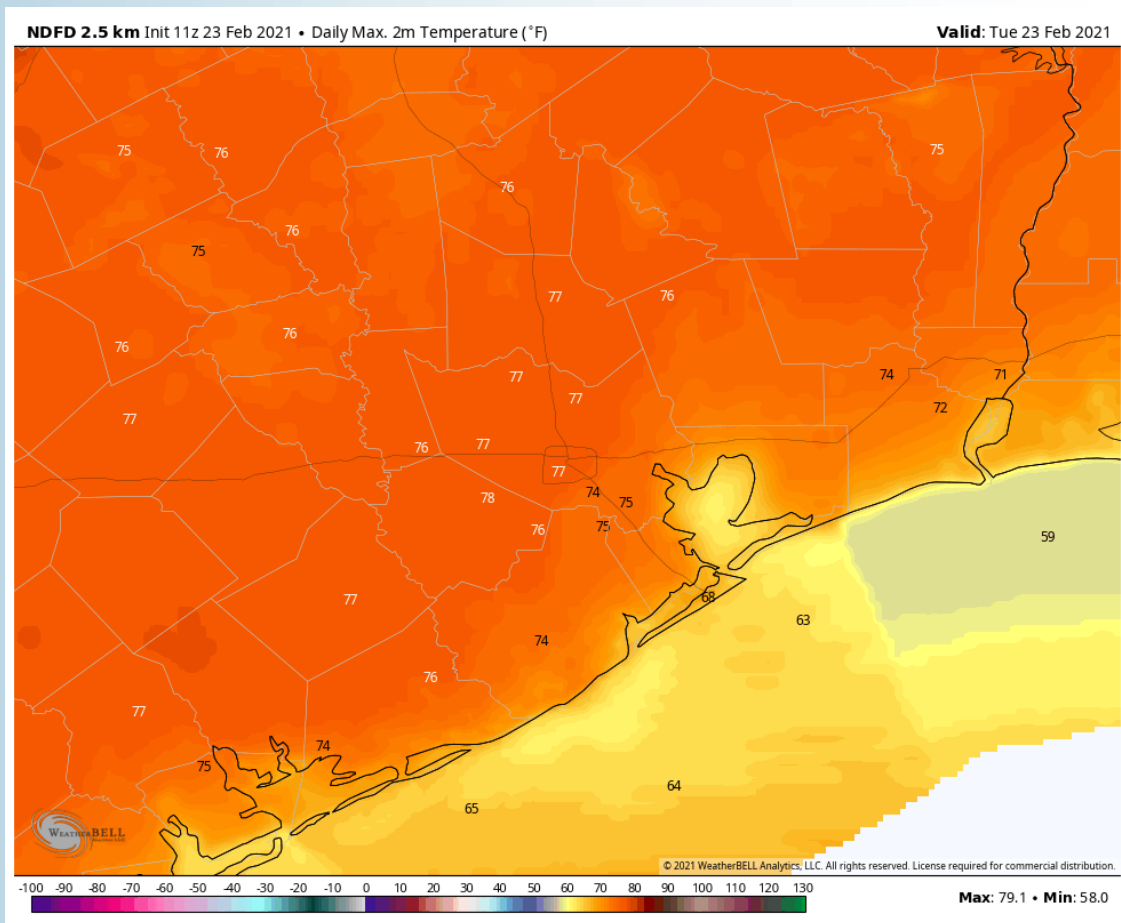 NDFD 2.5 km Init 11z 23 Feb 2021 • Daily Max. 2m Temperature (˚F) Valid: Tue 23 Feb 2021
75 76 75
76
76
75
77 76
76
76
77 74 71
77 72
77
76 77
77
78 74 75
76 75
59
77 68
63
74
76
77
74
75
64
65
WEATHERBELL
© 2021 WeatherBELL Analytics, LLC. All rights reserved. License required for commercial distribution.
-100 -90 -80 -70 -60 -50 -40 -30 -20 -10 0 10 20 30 40 50 60 70 80 90 100 110 120 130
Max: 79.1 • Min: 58.0